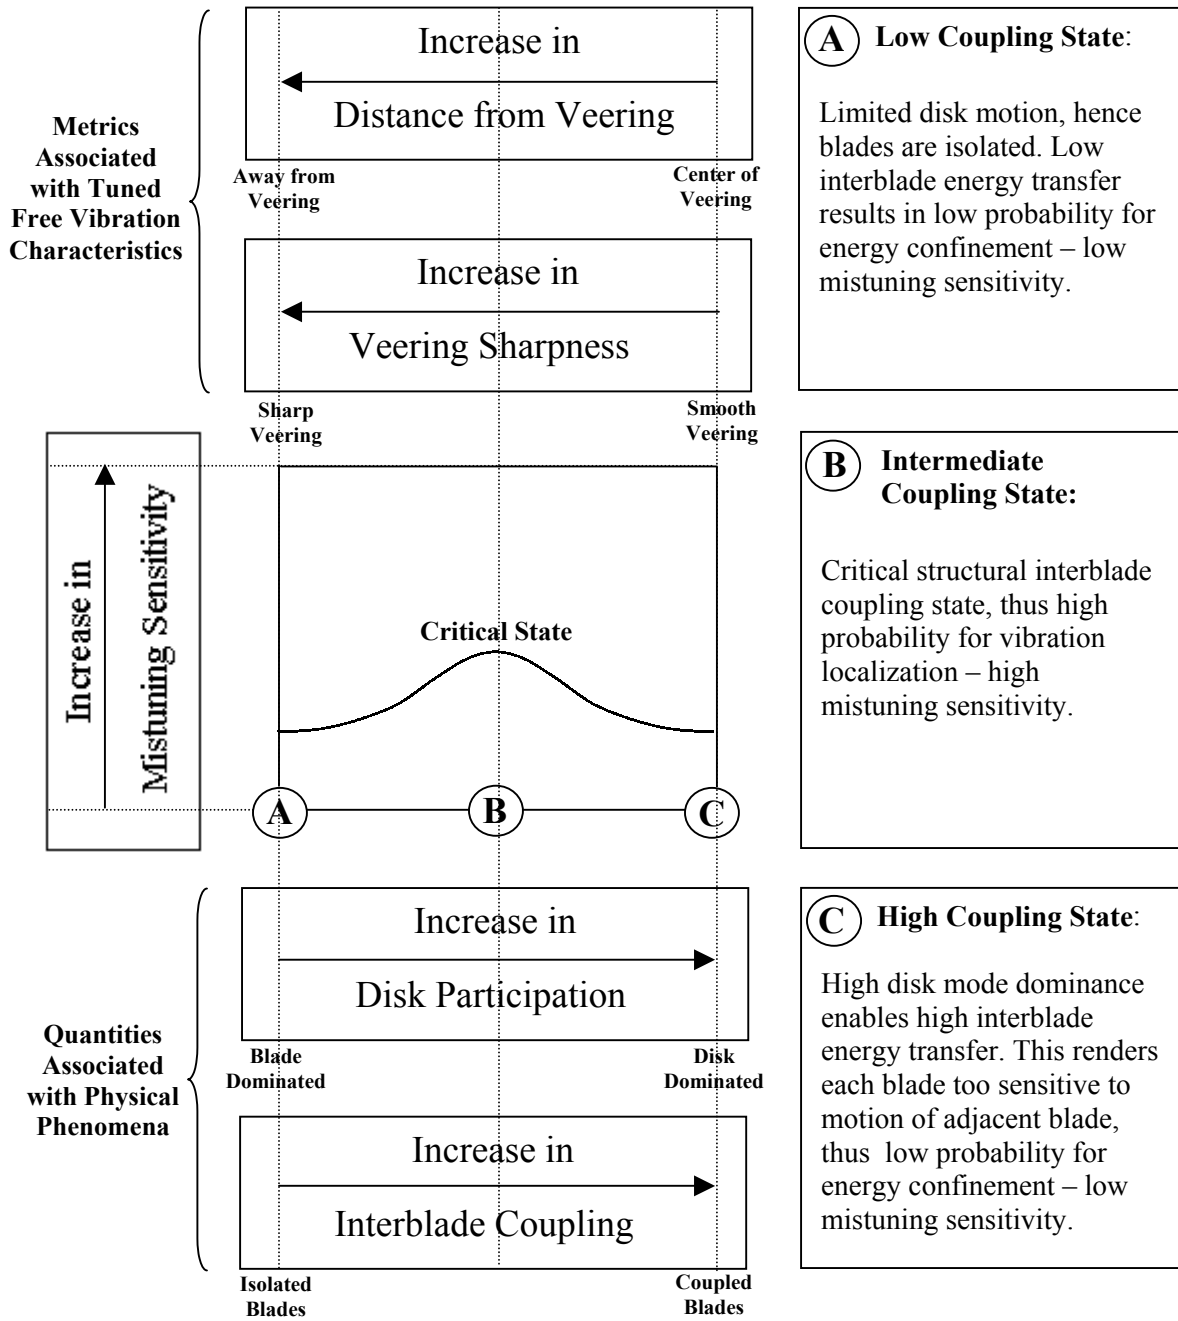 Increase in
Distance from Veering
Away from
Veering
Center of
Veering
Metrics
Associated
with Tuned
Free Vibration
Characteristics
Increase in
Veering Sharpness
Sharp
Veering
Smooth
Veering
A Low Coupling State:
Limited disk motion, hence
blades are isolated. Low
interblade energy transfer
results in low probability for
energy confinement – low
mistuning sensitivity.
Increase in
Mistuning Sensitivity
Critical State
A
B
C
B Intermediate
Coupling State:
Critical structural interblade
coupling state, thus high
probability for vibration
localization – high
mistuning sensitivity.
Quantities
Associated
with Physical
Phenomena
Increase in
Disk Participation
Blade
Dominated
Disk
Dominated
Increase in
Interblade Coupling
Isolated
Blades
Coupled
Blades
C High Coupling State:
High disk mode dominance
enables high interblade
energy transfer. This renders
each blade too sensitive to
motion of adjacent blade,
thus low probability for
energy confinement – low
mistuning sensitivity.